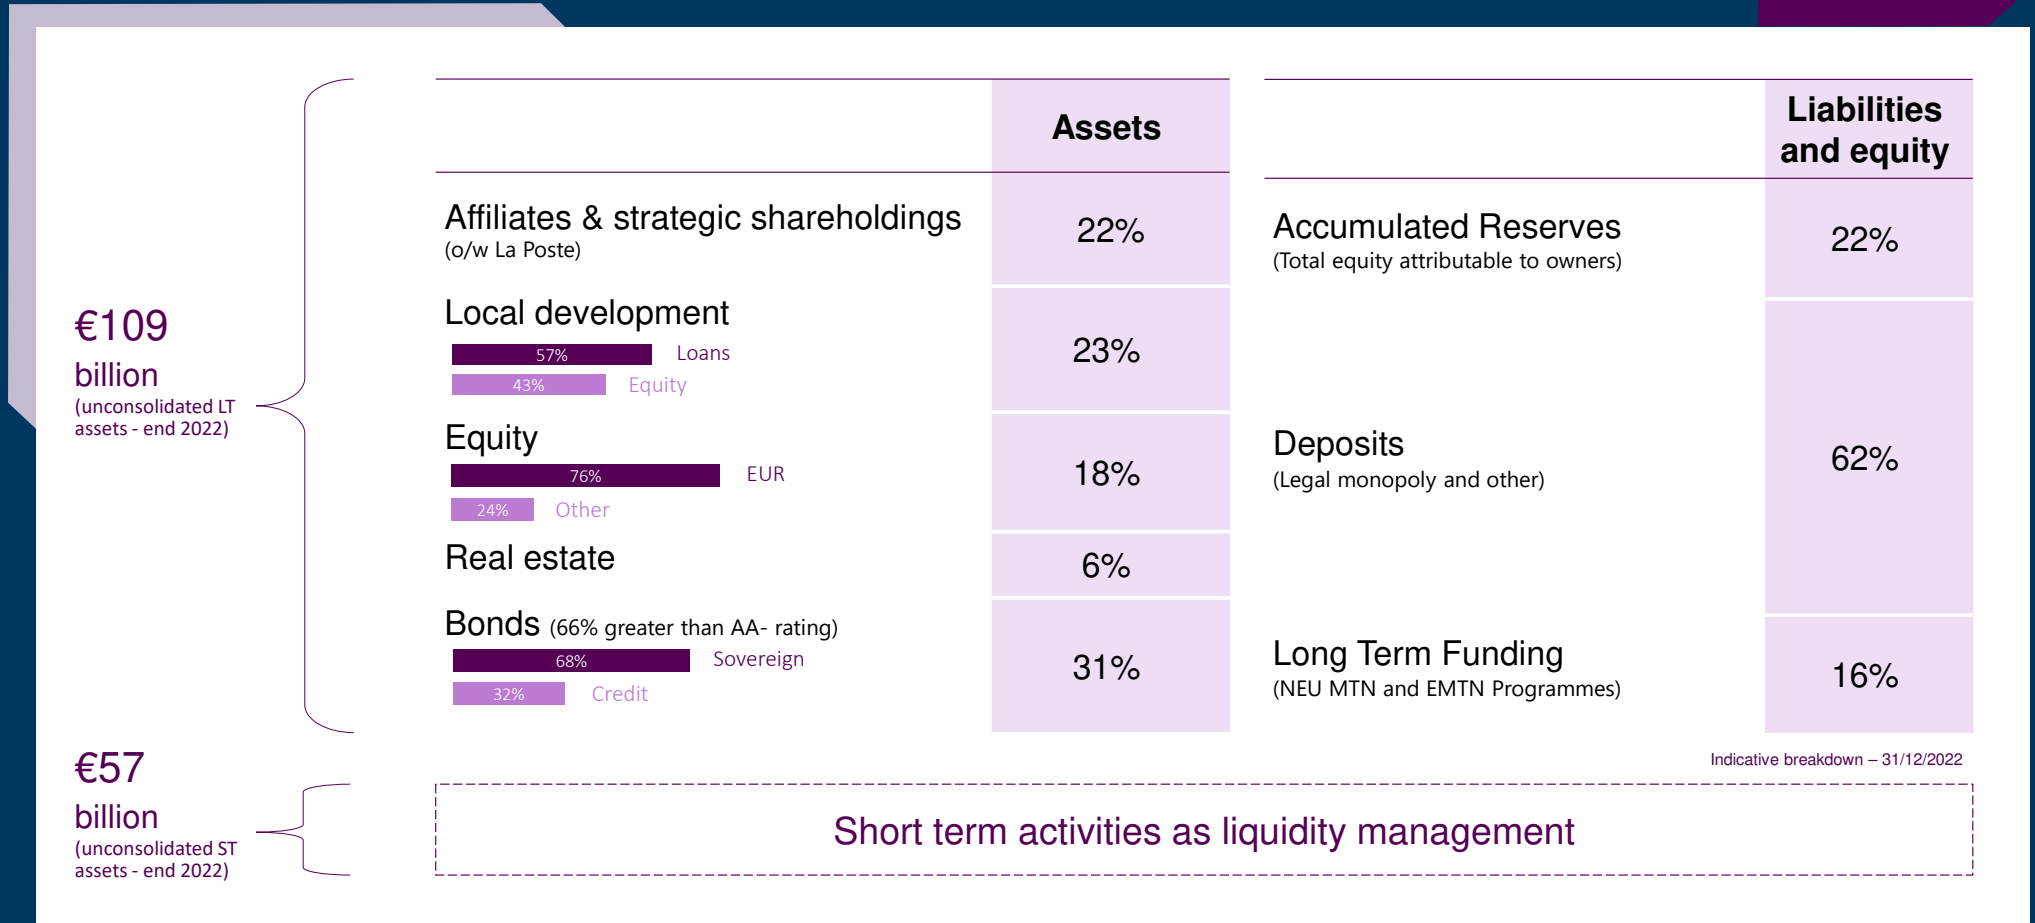 €109
billion
(unconsolidated LT
assets - end 2022)
Assets
Affiliates & strategic shareholdings
(o/w La Poste)
22%
Local development
57%
Loans
43%
Equity
23%
Equity
76%
EUR
24%
Other
18%
Real estate
6%
Bonds (66% greater than AA- rating)
68%
Sovereign
32%
Credit
31%
Liabilities
and equity
Accumulated Reserves
(Total equity attributable to owners)
22%
Deposits
(Legal monopoly and other)
62%
Long Term Funding
(NEU MTN and EMTN Programmes)
16%
Indicative breakdown – 31/12/2022
€57
billion
(unconsolidated ST
assets - end 2022)
Short term activities as liquidity management